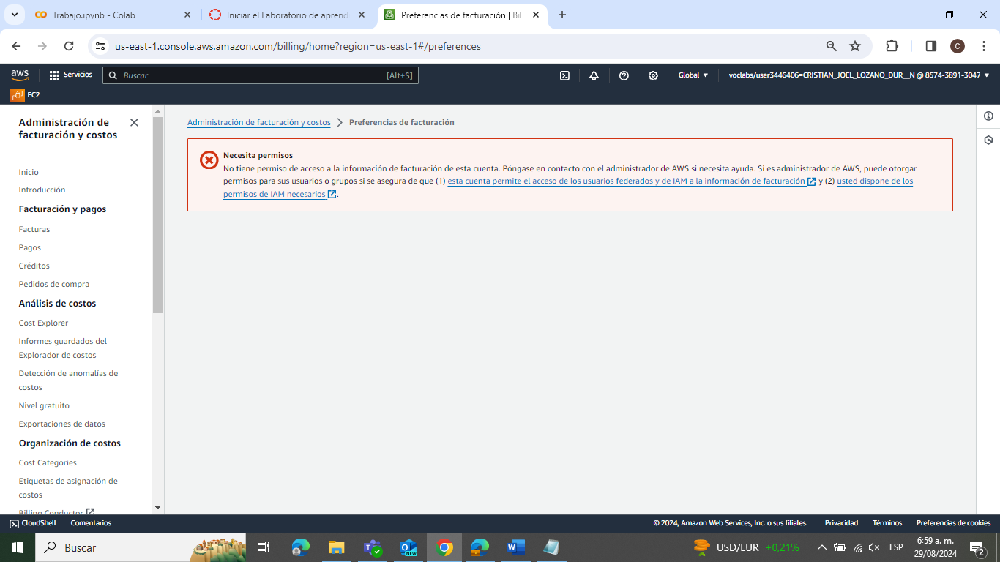 Trabajo.ipynb - Colab
Iniciar el Laboratorio de aprend
Preferencias de facturación | Bil
us-east-1.console.aws.amazon.com/billing/home?region=us-east-1#/preferences
C
aws
Servicios
Buscar
[Alt+S]
Global
voclabs/user3446406=CRISTIAN_JOEL_LOZANO_DUR__N @ 8574-3891-3047
EC2
Administración de
facturación y costos
Inicio
Introducción
Facturación y pagos
Facturas
Pagos
Créditos
Pedidos de compra
Análisis de costos
Cost Explorer
Informes guardados del
Explorador de costos
Detección de anomalías de
costos
Nivel gratuito
Exportaciones de datos
Organización de costos
Cost Categories
Etiquetas de asignación de
costos
Billing Conductor
Administración de facturación y costos > Preferencias de facturación
Necesita permisos
No tiene permiso de acceso a la información de facturación de esta cuenta. Póngase en contacto con el administrador de AWS si necesita ayuda. Si es administrador de AWS, puede otorgar
permisos para sus usuarios o grupos si se asegura de que (1) esta cuenta permite el acceso de los usuarios federados y de IAM a la información de facturación y (2) usted dispone de los
permisos de IAM necesarios .
CloudShell
Comentarios
© 2024, Amazon Web Services, Inc. o sus filiales.
Privacidad
Términos
Preferencias de cookies
Buscar
NEW
USD/EUR +0,21%
ESP
6:59 a. m.
29/08/2024
2